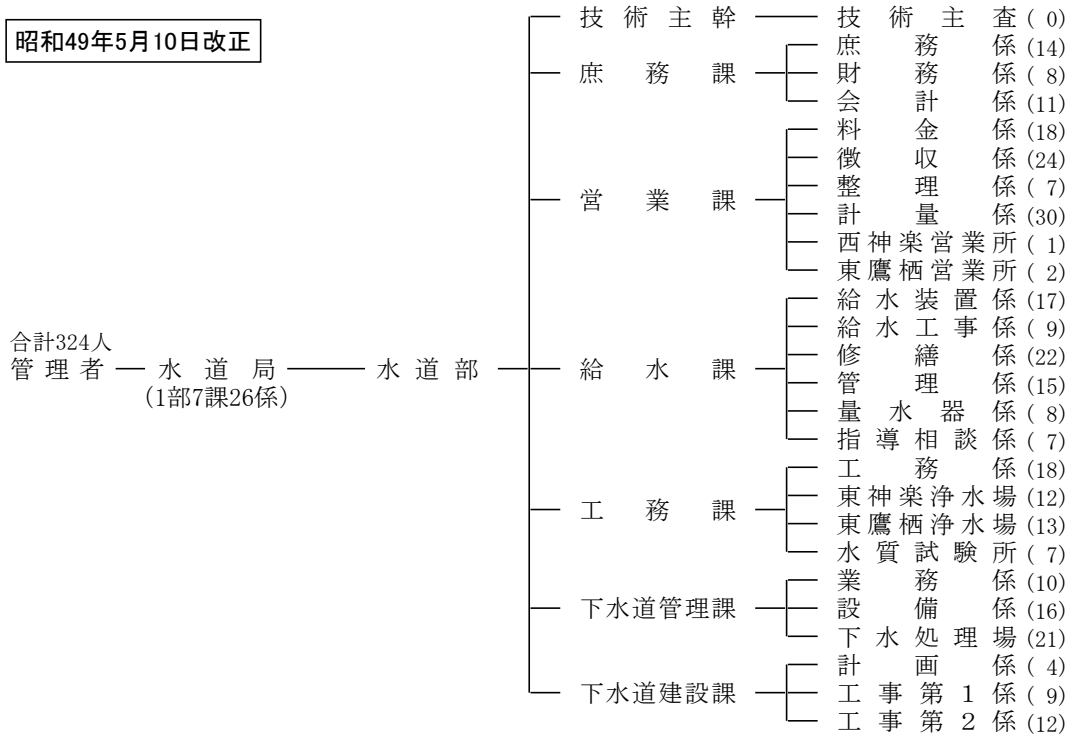 昭和49年5月10日改正
技術主幹 技術主査( 0)
庶務係(14)
庶務課 財務係( 8)
会計係(11)
料金係(18)
徴収係(24)
整理係( 7)
営業課
計量係(30)
西神楽営業所( 1)
東鷹栖営業所( 2)
給水装置係(17)
給水工事係( 9)
合計324人
修繕係(22)
管理者 水道局 水道部 給水課
(1部7課26係)
管理係(15)
量水器係( 8)
指導相談係( 7)
工務係(18)
東神楽浄水場(12)
工務課
東鷹栖浄水場(13)
水質試験所( 7)
業務係(10)
下水道管理課 設備係(16)
下水処理場(21)
計画係( 4)
下水道建設課 工事第1係( 9)
工事第2係(12)